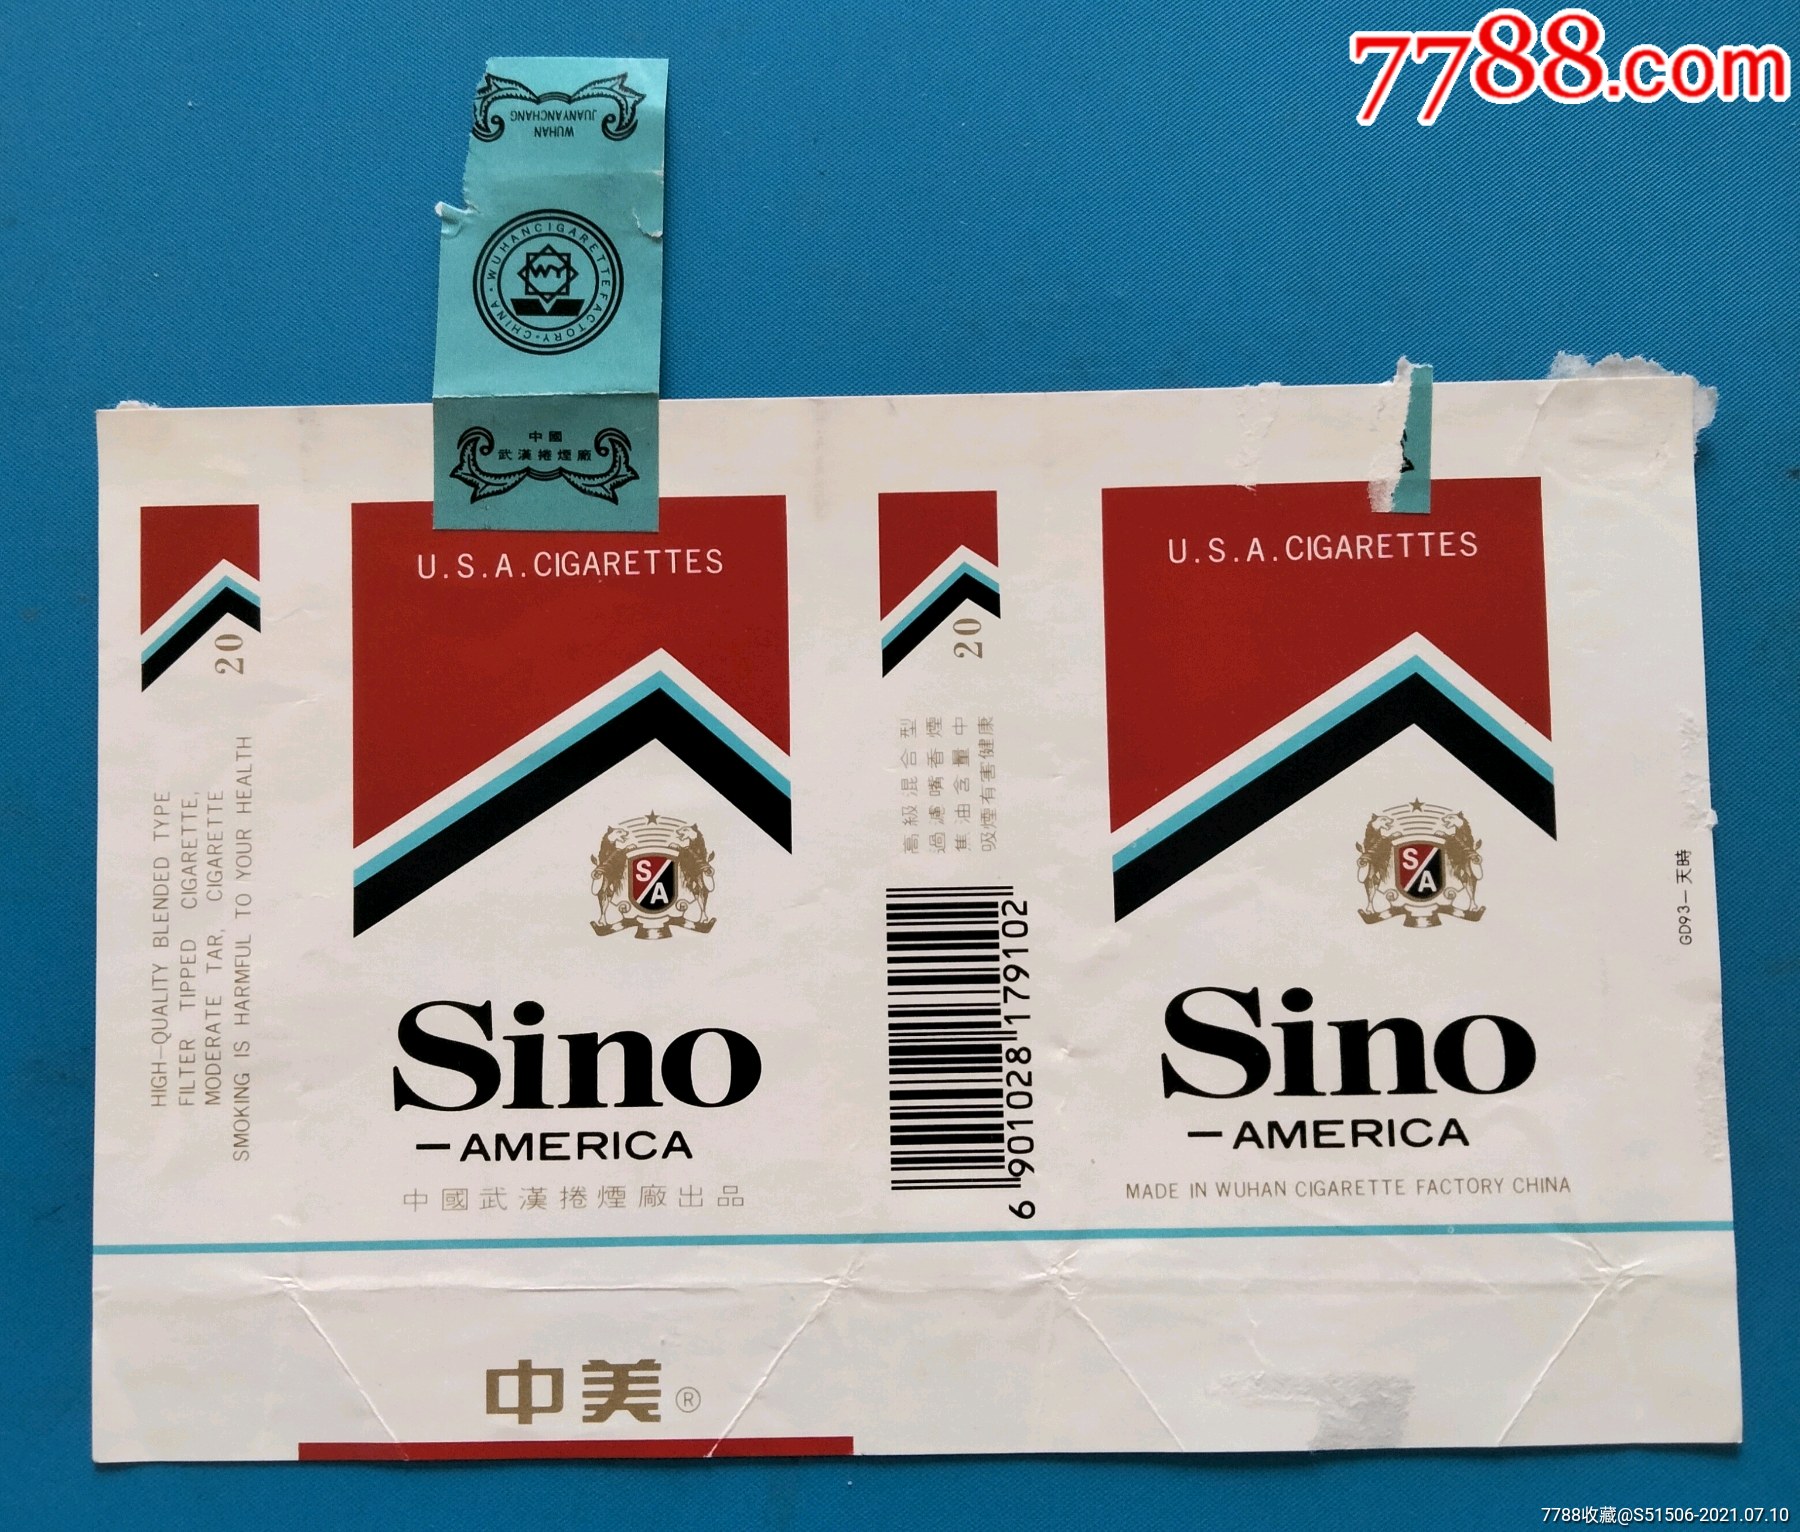 7788.com
WUHAN
JUANYANCHANG
WUHANCIGARETTEFACTORY·CHINA·
WY
中國
武漢捲煙廠
20
HIGH-QUALITY BLENDED TYPE
FILTER TIPPED CIGARETTE,
MODERATE TAR, CIGARETTE
SMOKING IS HARMFUL TO YOUR HEALTH
U.S.A.CIGARETTES
S/A
Sino
—AMERICA
中國武漢捲煙廠出品
20
高級混合型
過濾嘴香煙
焦油含量中
吸煙有害健康
6 901028 179102
U.S.A.CIGARETTES
S/A
Sino
—AMERICA
MADE IN WUHAN CIGARETTE FACTORY CHINA
GD93—天時
中美®
7788收藏@S51506-2021.07.10